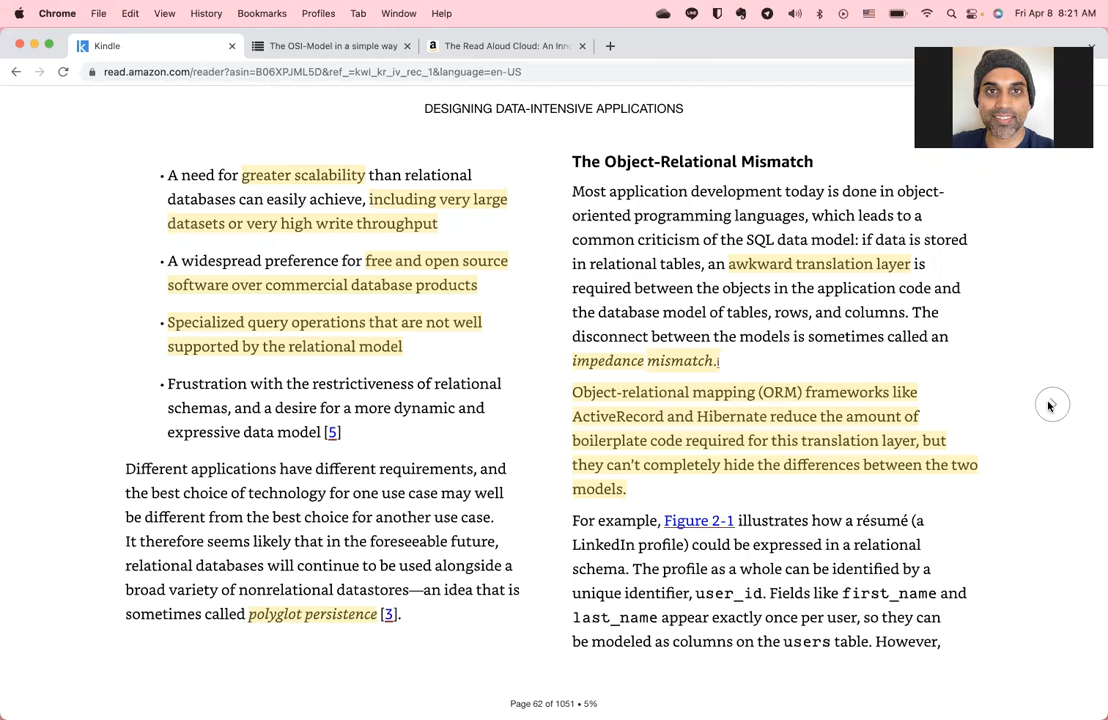 Chrome File Edit View History Bookmarks Profiles Tab Window Help Fri Apr 8 8:21 AM
Kindle The OSI-Model in a simple way The Read Aloud Cloud: An Inn
read.amazon.com/reader?asin=B06XPJML5D&ref_=kwi_kr_iv_rec_1&language=en-US
DESIGNING DATA-INTENSIVE APPLICATIONS
• A need for greater scalability than relational
databases can easily achieve, including very large
datasets or very high write throughput
• A widespread preference for free and open source
software over commercial database products
• Specialized query operations that are not well
supported by the relational model
• Frustration with the restrictiveness of relational
schemas, and a desire for a more dynamic and
expressive data model [5]
Different applications have different requirements, and
the best choice of technology for one use case may well
be different from the best choice for another use case.
It therefore seems likely that in the foreseeable future,
relational databases will continue to be used alongside a
broad variety of nonrelational datastores—an idea that is
sometimes called polyglot persistence [3].
The Object-Relational Mismatch
Most application development today is done in object-
oriented programming languages, which leads to a
common criticism of the SQL data model: if data is stored
in relational tables, an awkward translation layer is
required between the objects in the application code and
the database model of tables, rows, and columns. The
disconnect between the models is sometimes called an
impedance mismatch.i
Object-relational mapping (ORM) frameworks like
ActiveRecord and Hibernate reduce the amount of
boilerplate code required for this translation layer, but
they can't completely hide the differences between the two
models.
For example, Figure 2-1 illustrates how a résumé (a
LinkedIn profile) could be expressed in a relational
schema. The profile as a whole can be identified by a
unique identifier, user_id. Fields like first_name and
last_name appear exactly once per user, so they can
be modeled as columns on the users table. However,
Page 62 of 1051 • 5%